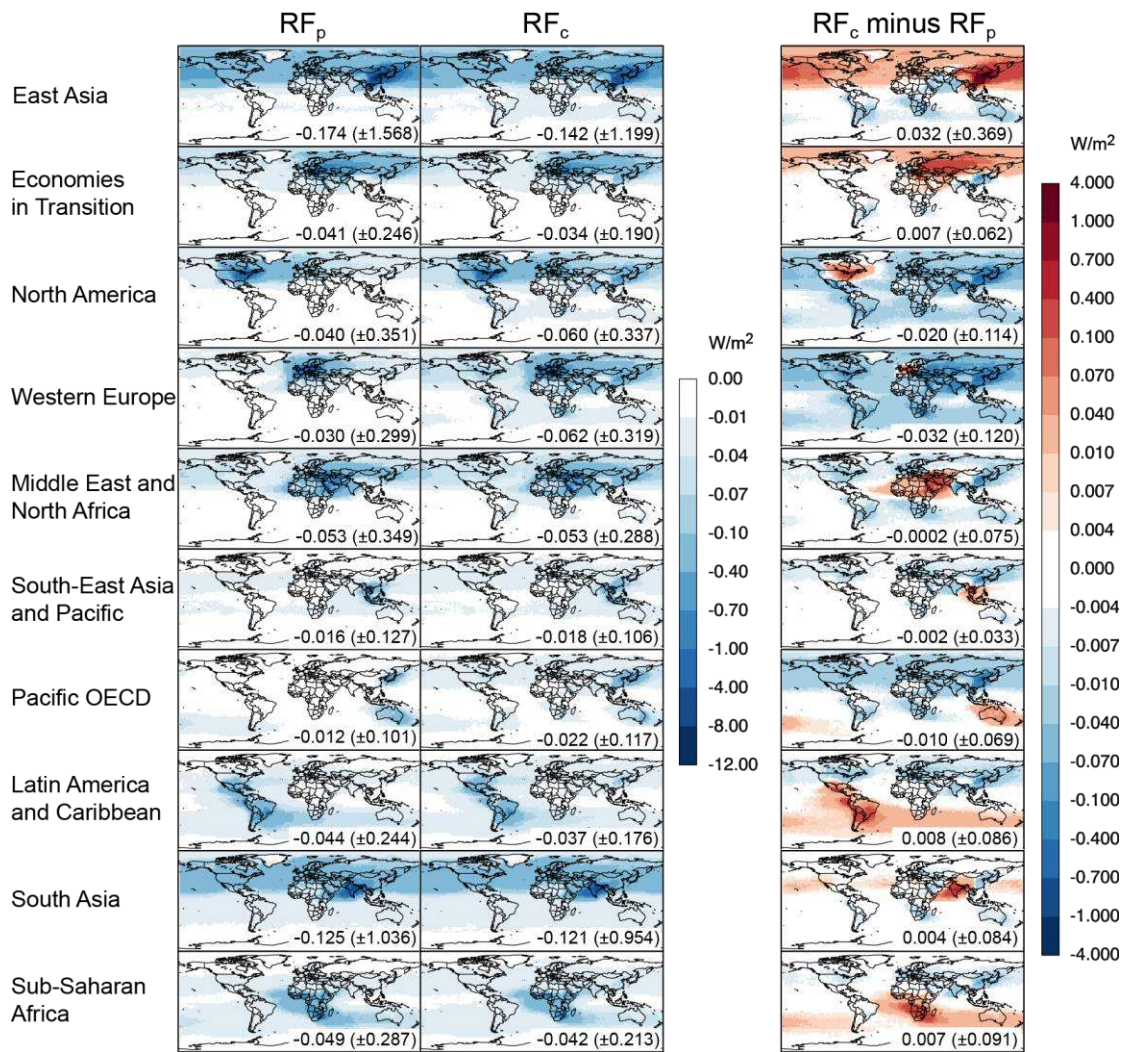 RFp RFc RFc minus RFp
East Asia
-0.174 (±1.568) -0.142 (±1.199) 0.032 (±0.369)
Economies
in Transition
-0.041 (±0.246) -0.034 (±0.190) 0.007 (±0.062)
North America
-0.040 (±0.351) -0.060 (±0.337) -0.020 (±0.114)
Western Europe
-0.030 (±0.299) -0.062 (±0.319) -0.032 (±0.120)
Middle East and
North Africa
-0.053 (±0.349) -0.053 (±0.288) -0.0002 (±0.075)
South-East Asia
and Pacific
-0.016 (±0.127) -0.018 (±0.106) -0.002 (±0.033)
Pacific OECD
-0.012 (±0.101) -0.022 (±0.117) -0.010 (±0.069)
Latin America
and Caribbean
-0.044 (±0.244) -0.037 (±0.176) 0.008 (±0.086)
South Asia
-0.125 (±1.036) -0.121 (±0.954) 0.004 (±0.084)
Sub-Saharan
Africa
-0.049 (±0.287) -0.042 (±0.213) 0.007 (±0.091)
W/m²
0.00
-0.01
-0.04
-0.07
-0.10
-0.40
-0.70
-1.00
-4.00
-8.00
-12.00
W/m²
4.000
1.000
0.700
0.400
0.100
0.070
0.040
0.010
0.007
0.004
0.000
-0.004
-0.007
-0.010
-0.040
-0.070
-0.100
-0.400
-0.700
-1.000
-4.000